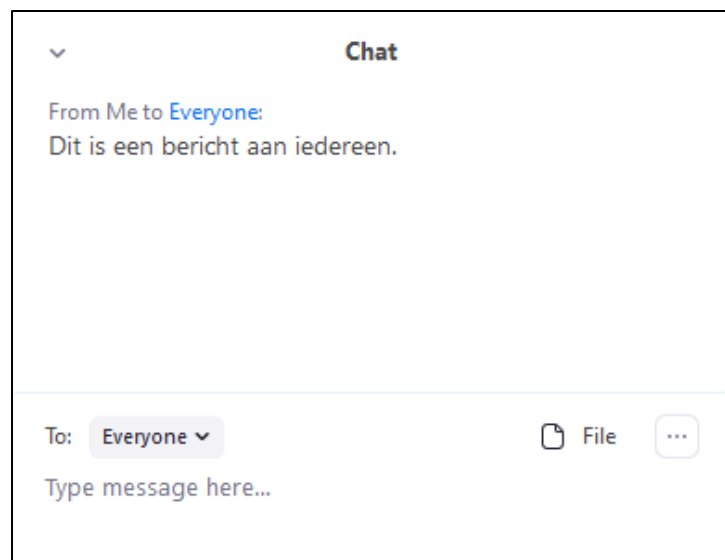 Chat
From Me to Everyone:
Dit is een bericht aan iedereen.
To: Everyone File ...
Type message here...